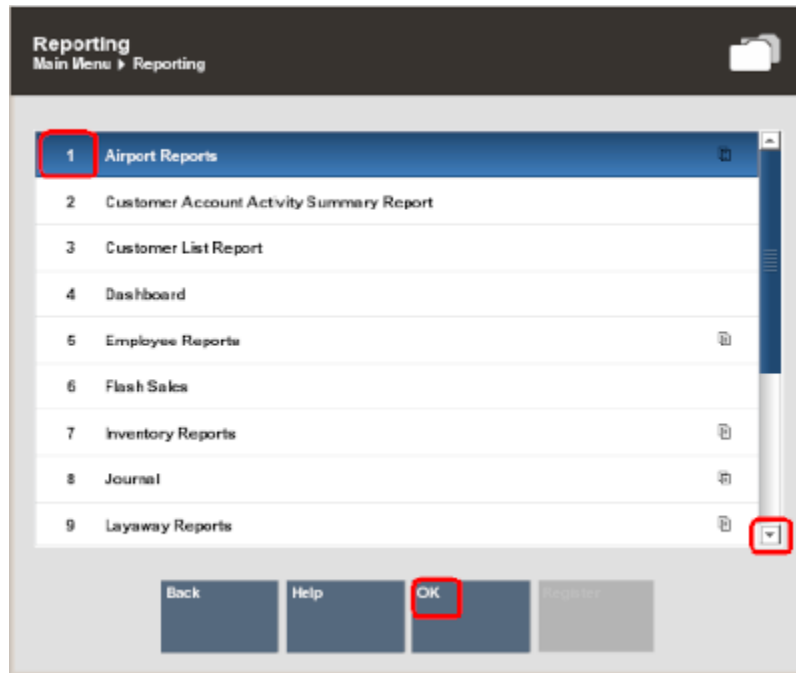 Reporting
Main Menu ▸ Reporting
1 Airport Reports
2 Customer Account Activity Summary Report
3 Customer List Report
4 Dashboard
5 Employee Reports
6 Flash Sales
7 Inventory Reports
8 Journal
9 Layaway Reports
Back Help OK Register